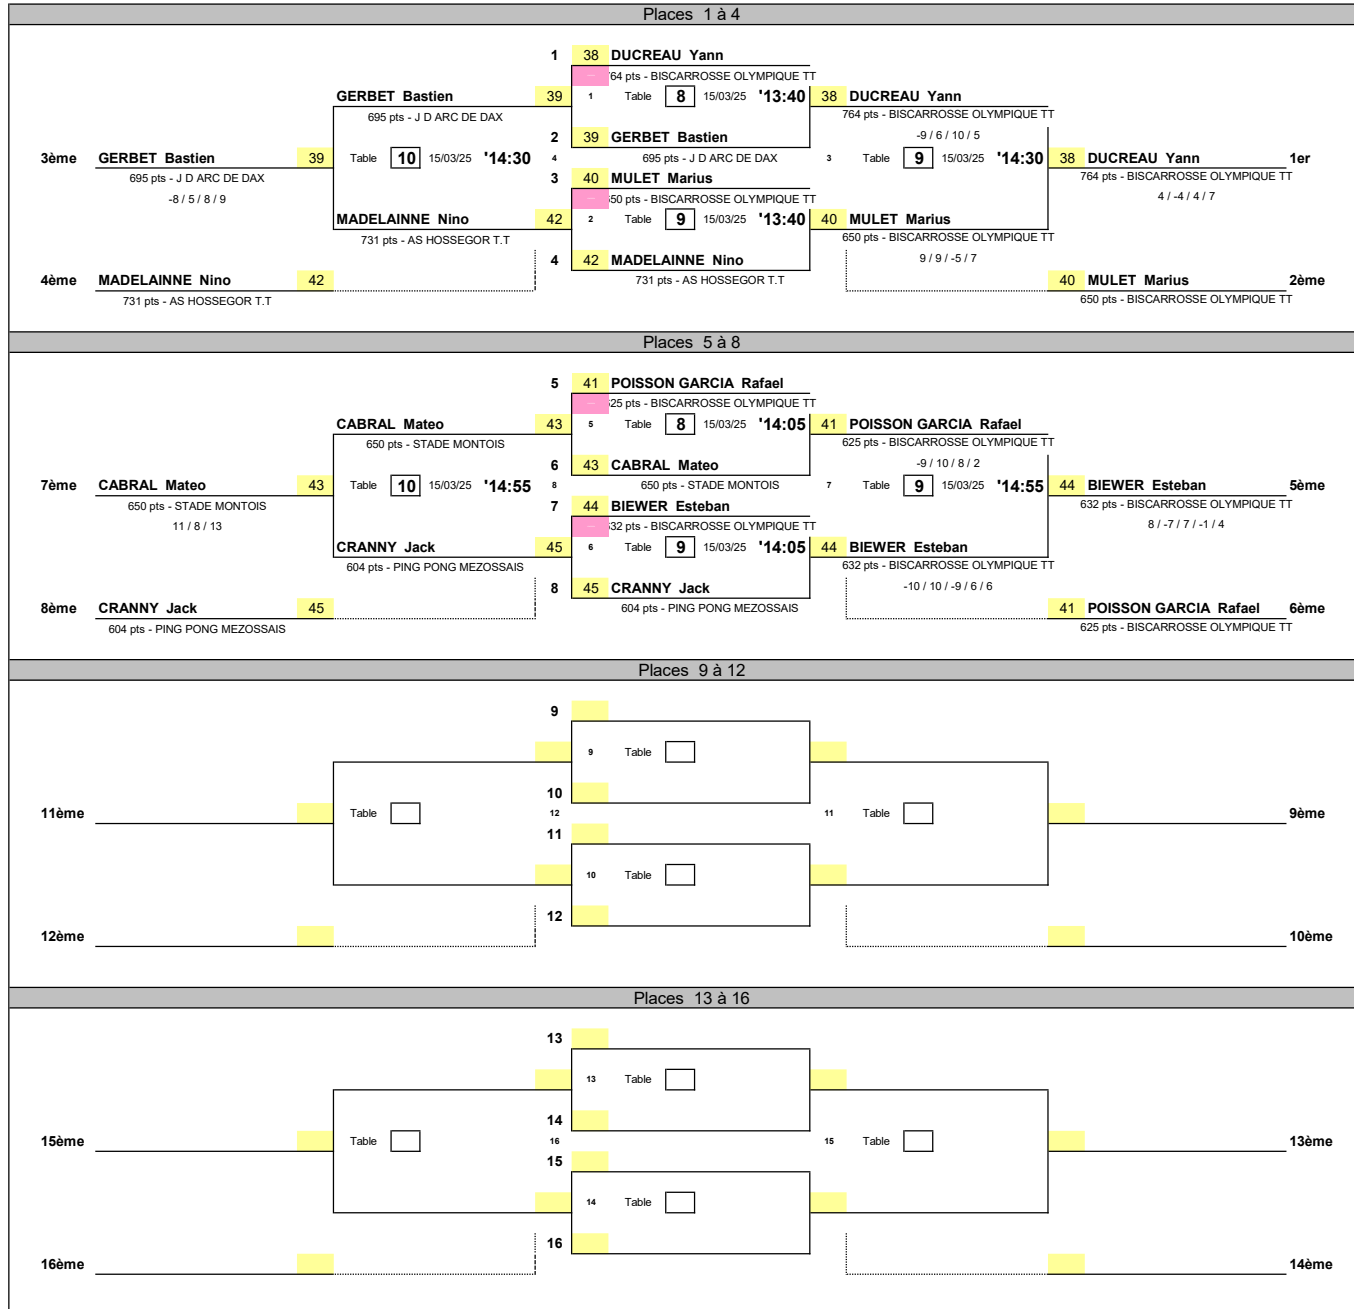 Places 1 à 4
1 38 DUCREAU Yann
64 pts - BISCARROSSE OLYMPIQUE TT
GERBET Bastien 39 1 Table 8 15/03/25 '13:40 38 DUCREAU Yann
695 pts - J D ARC DE DAX 764 pts - BISCARROSSE OLYMPIQUE TT
2 39 GERBET Bastien -9 / 6 / 10 / 5
3ème GERBET Bastien 39 Table 10 15/03/25 '14:30 4 695 pts - J D ARC DE DAX 3 Table 9 15/03/25 '14:30 38 DUCREAU Yann 1er
695 pts - J D ARC DE DAX 3 40 MULET Marius 764 pts - BISCARROSSE OLYMPIQUE TT
-8 / 5 / 8 / 9 50 pts - BISCARROSSE OLYMPIQUE TT 4 / -4 / 4 / 7
MADELAINNE Nino 42 2 Table 9 15/03/25 '13:40 40 MULET Marius
731 pts - AS HOSSEGOR T.T 650 pts - BISCARROSSE OLYMPIQUE TT
4 42 MADELAINNE Nino 9 / 9 / -5 / 7
4ème MADELAINNE Nino 42 731 pts - AS HOSSEGOR T.T 40 MULET Marius 2ème
731 pts - AS HOSSEGOR T.T 650 pts - BISCARROSSE OLYMPIQUE TT
Places 5 à 8
5 41 POISSON GARCIA Rafael
25 pts - BISCARROSSE OLYMPIQUE TT
CABRAL Mateo 43 5 Table 8 15/03/25 '14:05 41 POISSON GARCIA Rafael
650 pts - STADE MONTOIS 625 pts - BISCARROSSE OLYMPIQUE TT
6 43 CABRAL Mateo -9 / 10 / 8 / 2
7ème CABRAL Mateo 43 Table 10 15/03/25 '14:55 8 650 pts - STADE MONTOIS 7 Table 9 15/03/25 '14:55 44 BIEWER Esteban 5ème
650 pts - STADE MONTOIS 7 44 BIEWER Esteban 632 pts - BISCARROSSE OLYMPIQUE TT
11 / 8 / 13 32 pts - BISCARROSSE OLYMPIQUE TT 8 / -7 / 7 / -1 / 4
CRANNY Jack 45 6 Table 9 15/03/25 '14:05 44 BIEWER Esteban
604 pts - PING PONG MEZOSSAIS 632 pts - BISCARROSSE OLYMPIQUE TT
8 45 CRANNY Jack -10 / 10 / -9 / 6 / 6
8ème CRANNY Jack 45 604 pts - PING PONG MEZOSSAIS 41 POISSON GARCIA Rafael 6ème
604 pts - PING PONG MEZOSSAIS 625 pts - BISCARROSSE OLYMPIQUE TT
Places 9 à 12
9
9 Table
10
11ème Table 12 11 Table 9ème
11
10 Table
12
12ème 10ème
Places 13 à 16
13
13 Table
14
15ème Table 16 15 Table 13ème
15
14 Table
16
16ème 14ème